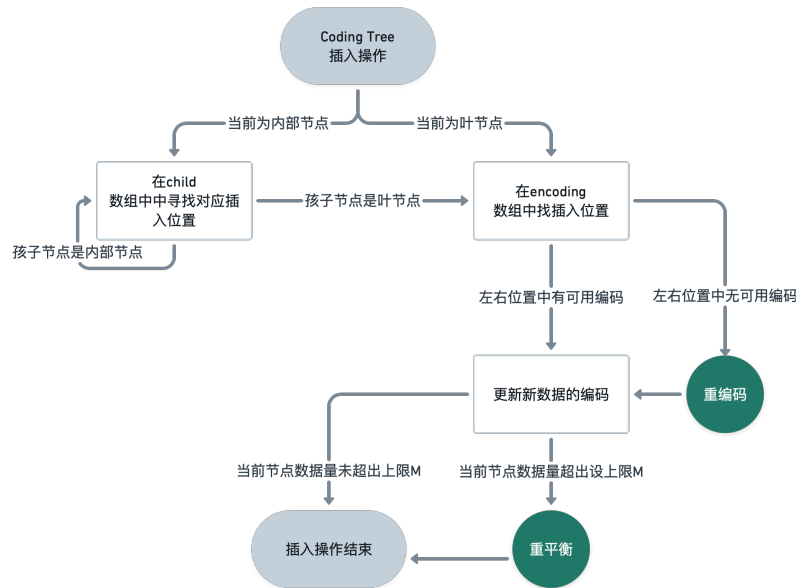 Coding Tree
插入操作
当前为内部节点
当前为叶节点
在child
数组中中寻找对应插
入位置
孩子节点是叶节点
在encoding
数组中找插入位置
孩子节点是内部节点
左右位置中有可用编码
左右位置中无可用编码
更新新数据的编码
重编码
当前节点数据量未超出上限M
当前节点数据量超出设上限M
插入操作结束
重平衡